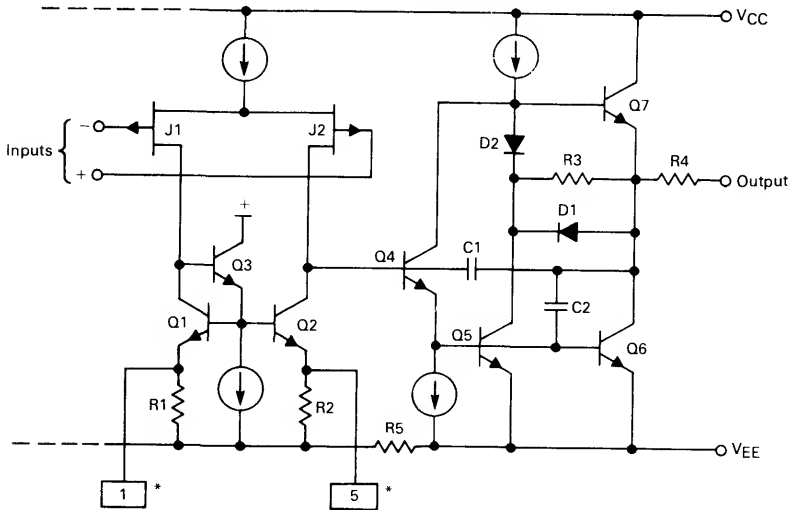 VCC
Q7
J1
J2
D2
Inputs
−
+
R3
R4
Output
D1
+
Q3
Q4
C1
C2
Q1
Q2
Q5
Q6
R1
R2
R5
VEE
1 *
5 *